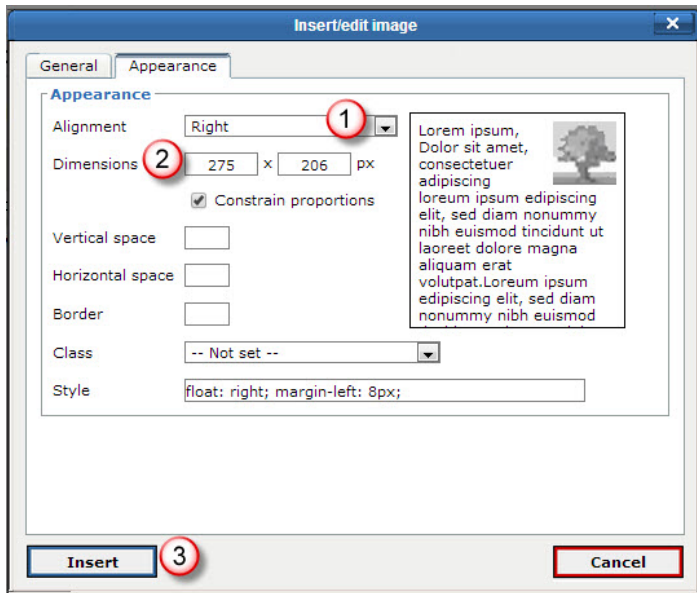 Insert/edit image
X
General Appearance
Appearance
Alignment Right 1
Dimensions 2 275 x 206 px
Constrain proportions
Vertical space
Horizontal space
Border
Class -- Not set --
Style float: right; margin-left: 8px;
Lorem ipsum,
Dolor sit amet,
consectetuer
adipiscing
loreum ipsum edipiscing
elit, sed diam nonummy
nibh euismod tincidunt ut
laoreet dolore magna
aliquam erat
volutpat.Loreum ipsum
edipiscing elit, sed diam
nonummy nibh euismod
Insert 3 Cancel